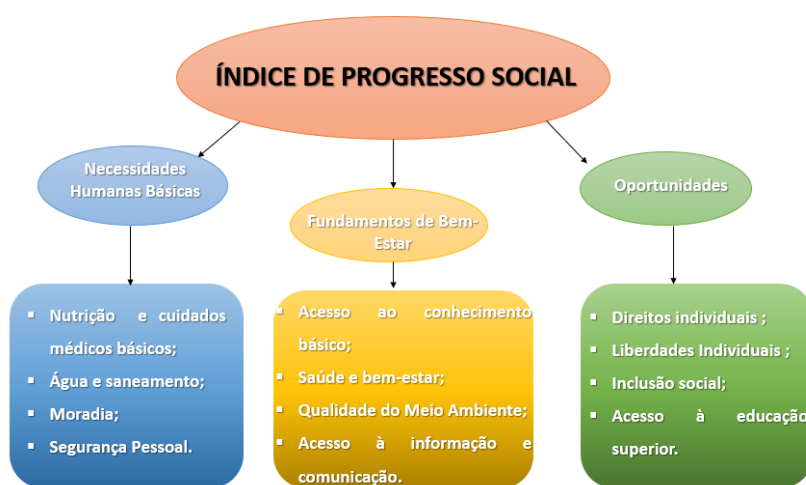 ÍNDICE DE PROGRESSO SOCIAL
Necessidades
Humanas Básicas
Fundamentos de Bem-
Estar
Oportunidades
▪ Nutrição e cuidados
médicos básicos;
▪ Água e saneamento;
▪ Moradia;
▪ Segurança Pessoal.
▪ Acesso ao conhecimento
básico;
▪ Saúde e bem-estar;
▪ Qualidade do Meio Ambiente;
▪ Acesso à informação e
comunicação.
▪ Direitos individuais ;
▪ Liberdades Individuais ;
▪ Inclusão social;
▪ Acesso à educação
superior.